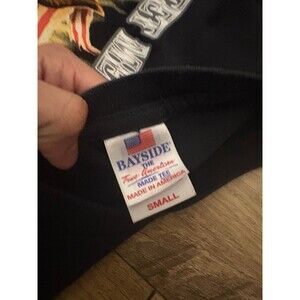 BAYSIDE
THE
True American
MADE TEE
MADE IN AMERICA
SMALL